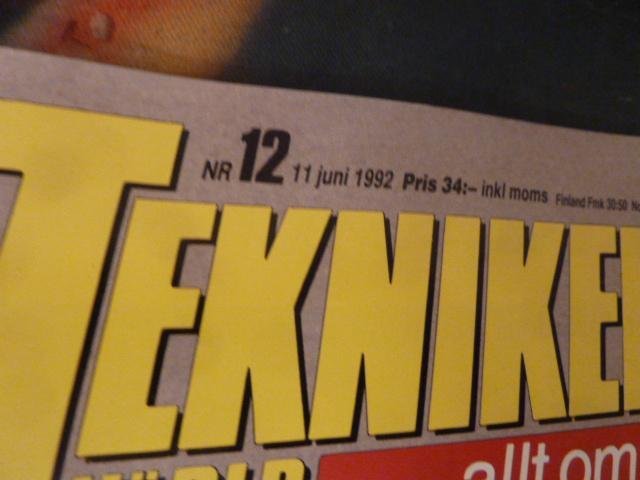 NR 12 11 juni 1992 Pris 34:– inkl moms Finland Fmk 30:50
TEKNIKE
allt om